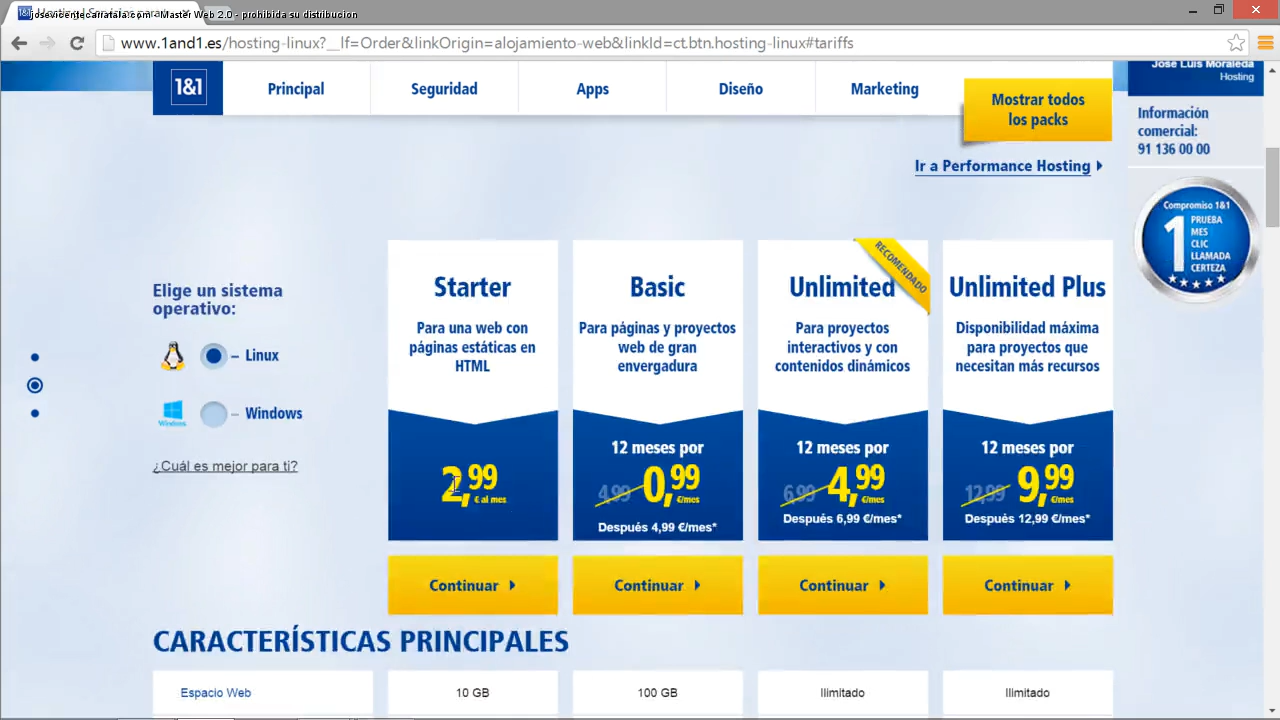 josevicentecarratala.com - Master Web 2.0 - prohibida su distribucion
www.1and1.es/hosting-linux?__lf=Order&linkOrigin=alojamiento-web&linkId=ct.btn.hosting-linux#tariffs
1&1
Principal
Seguridad
Apps
Diseño
Marketing
Mostrar todos
los packs
Jose Luis Moraleda
Hosting
Información
comercial:
91 136 00 00
Ir a Performance Hosting
Compromiso 1&1
1
PRUEBA
MES
CLIC
LLAMADA
CERTEZA
Elige un sistema
operativo:
– Linux
Windows
– Windows
¿Cuál es mejor para ti?
Starter
Para una web con
páginas estáticas en
HTML
2,99
€ al mes
Continuar
Basic
Para páginas y proyectos
web de gran
envergadura
12 meses por
4,99 0,99
€/mes
Después 4,99 €/mes*
Continuar
RECOMENDADO
Unlimited
Para proyectos
interactivos y con
contenidos dinámicos
12 meses por
6,99 4,99
€/mes
Después 6,99 €/mes*
Continuar
Unlimited Plus
Disponibilidad máxima
para proyectos que
necesitan más recursos
12 meses por
12,99 9,99
€/mes
Después 12,99 €/mes*
Continuar
CARACTERÍSTICAS PRINCIPALES
Espacio Web
10 GB
100 GB
Ilimitado
Ilimitado